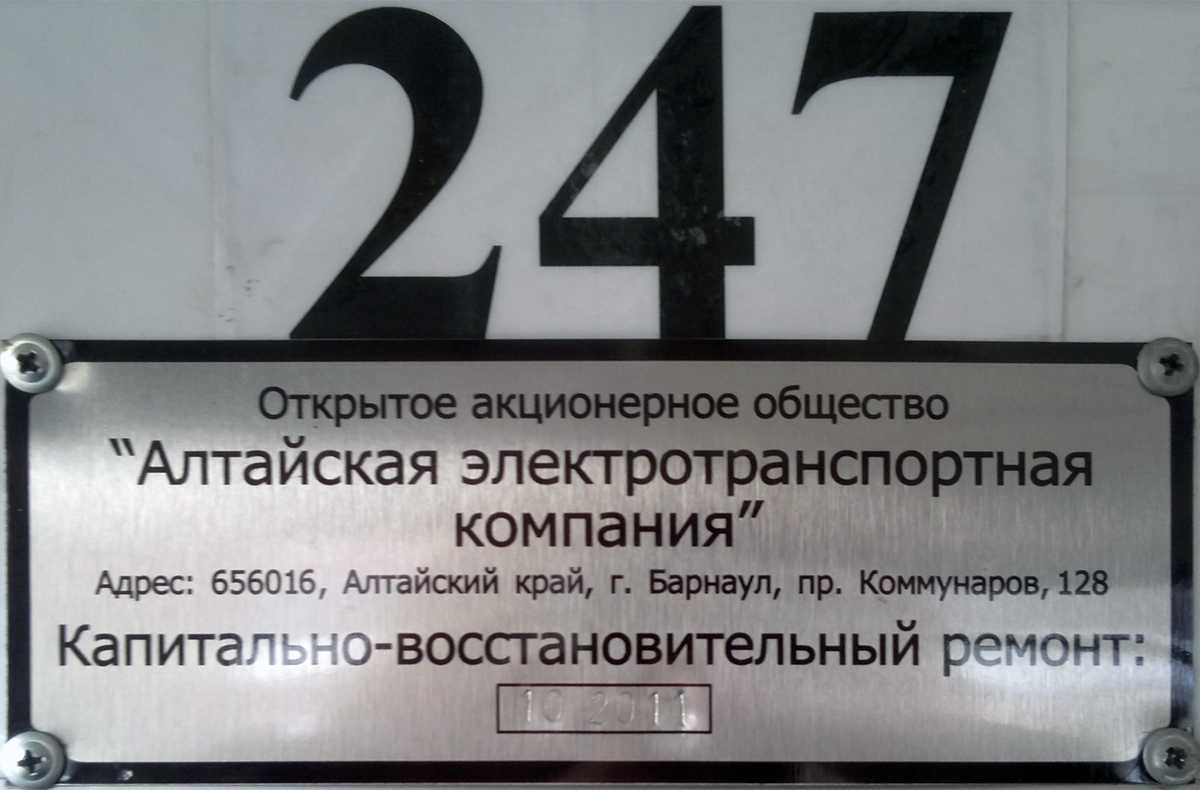 247
Открытое акционерное общество
“Алтайская электротранспортная
компания”
Адрес: 656016, Алтайский край, г. Барнаул, пр. Коммунаров, 128
Капитально-восстановительный ремонт:
10 2011